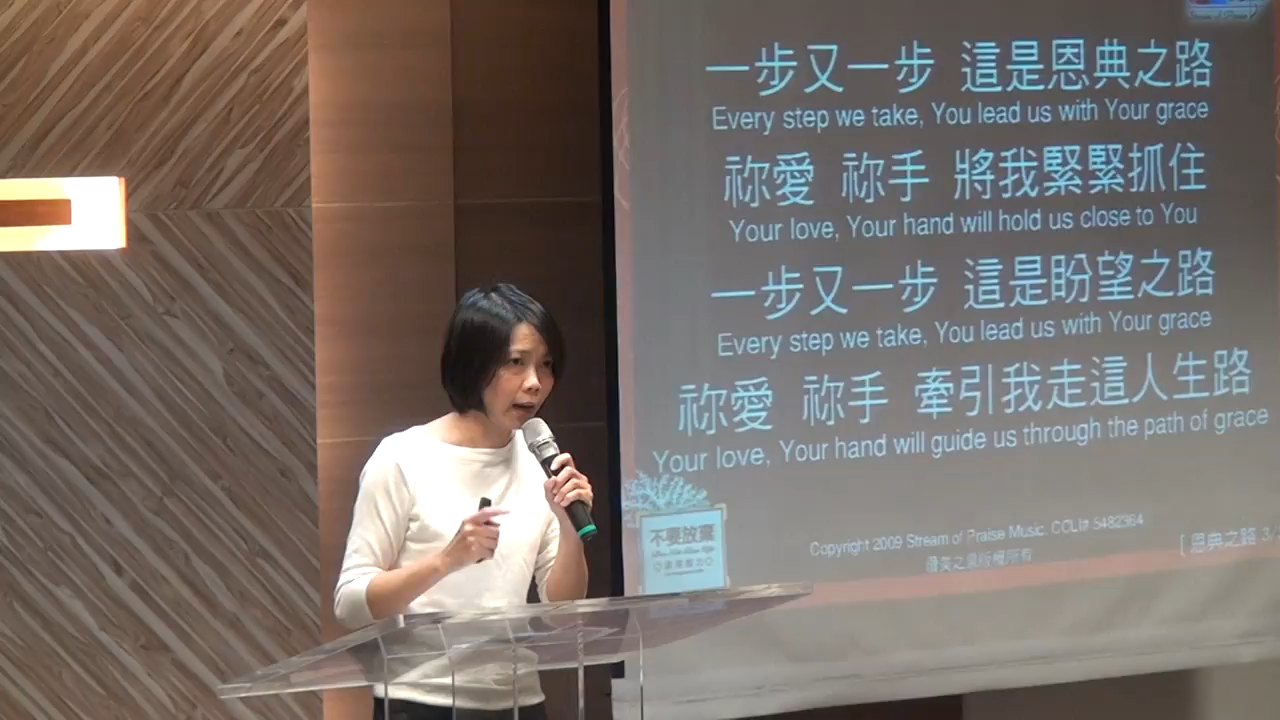 一步又一步 這是恩典之路
Every step we take, You lead us with Your grace
祢愛 祢手 將我緊緊抓住
Your love, Your hand will hold us close to You
一步又一步 這是盼望之路
Every step we take, You lead us with Your grace
祢愛 祢手 牽引我走這人生路
Your love, Your hand will guide us through the path of grace
不要放棄
Copyright 2009 Stream of Praise Music. CCLI# 5482364
讚美之泉版權所有
[ 恩典之路 3/